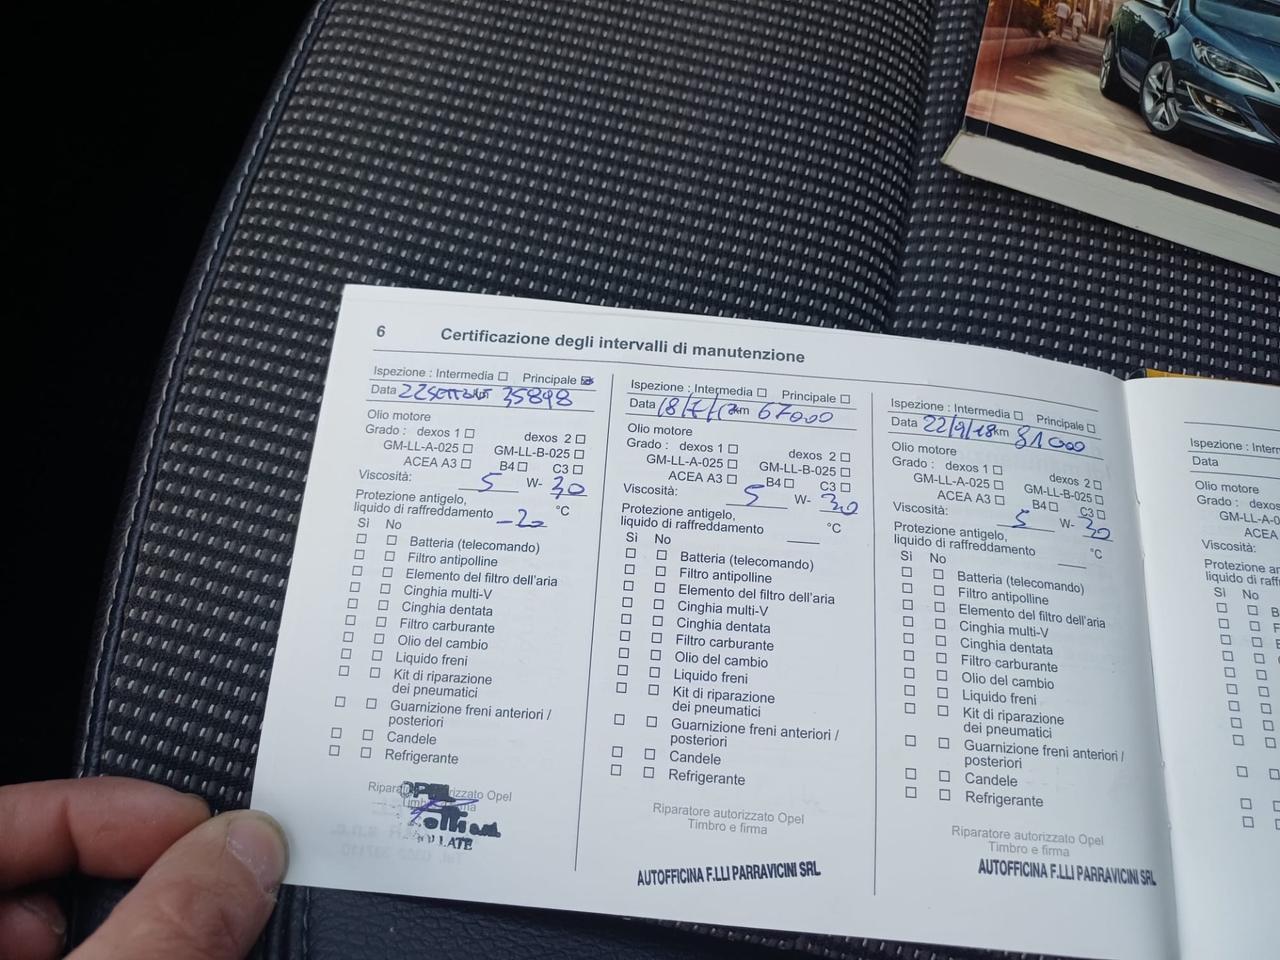 6 Certificazione degli intervalli di manutenzione
Ispezione : Intermedia Principale
Data 22 km 35898
Olio motore
Grado : dexos 1 dexos 2
GM-LL-A-025 GM-LL-B-025
ACEA A3 B4 C3
Viscosità: 5 W- 30
Protezione antigelo,
liquido di raffreddamento -20 °C
Sì No
Batteria (telecomando)
Filtro antipolline
Elemento del filtro dell'aria
Cinghia multi-V
Cinghia dentata
Filtro carburante
Olio del cambio
Liquido freni
Kit di riparazione
dei pneumatici
Guarnizione freni anteriori /
posteriori
Candele
Refrigerante
Riparatore autorizzato Opel
Timbro e firma
OPEL
Ispezione : Intermedia Principale
Data km 67000
Olio motore
Grado : dexos 1 dexos 2
GM-LL-A-025 GM-LL-B-025
ACEA A3 B4 C3
Viscosità: 5 W- 30
Protezione antigelo,
liquido di raffreddamento °C
Sì No
Batteria (telecomando)
Filtro antipolline
Elemento del filtro dell'aria
Cinghia multi-V
Cinghia dentata
Filtro carburante
Olio del cambio
Liquido freni
Kit di riparazione
dei pneumatici
Guarnizione freni anteriori /
posteriori
Candele
Refrigerante
Riparatore autorizzato Opel
Timbro e firma
AUTOFFICINA F.LLI PARRAVICINI SRL
Ispezione : Intermedia Principale
Data 22/9/18 km 81000
Olio motore
Grado : dexos 1 dexos 2
GM-LL-A-025 GM-LL-B-025
ACEA A3 B4 C3
Viscosità: 5 W- 30
Protezione antigelo,
liquido di raffreddamento °C
Sì No
Batteria (telecomando)
Filtro antipolline
Elemento del filtro dell'aria
Cinghia multi-V
Cinghia dentata
Filtro carburante
Olio del cambio
Liquido freni
Kit di riparazione
dei pneumatici
Guarnizione freni anteriori /
posteriori
Candele
Refrigerante
Riparatore autorizzato Opel
Timbro e firma
AUTOFFICINA F.LLI PARRAVICINI SRL
Ispezione :
Data
Olio motore
Grado :
ACEA
Viscosità:
Sì No